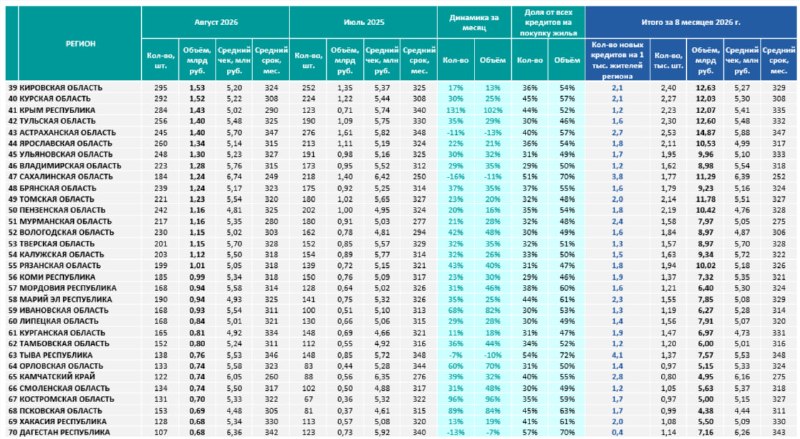 РЕГИОН
Август 2026 Июль 2025 Динамика за месяц Доля от всех кредитов на покупку жилья Итого за 8 месяцев 2026 г.
Кол-во, шт. Объём, млрд руб. Средний чек, млн руб. Средний срок, мес. Кол-во, шт. Объём, млрд руб. Средний чек, млн руб. Средний срок, мес. Кол-во Объём Кол-во Объём Кол-во новых кредитов на 1 тыс. жителей региона Кол-во, тыс. шт. Объём, млрд руб. Средний чек, млн руб. Средний срок, мес.
39 КИРОВСКАЯ ОБЛАСТЬ 295 1,53 5,20 324 252 1,35 5,37 325 17% 13% 36% 54% 2,1 2,40 12,63 5,27 329
40 КУРСКАЯ ОБЛАСТЬ 292 1,52 5,22 308 224 1,22 5,44 308 30% 25% 45% 57% 2,1 2,27 12,03 5,30 308
41 КРЫМ РЕСПУБЛИКА 284 1,43 5,02 290 123 0,71 5,74 340 131% 102% 44% 52% 1,2 2,23 12,07 5,41 335
42 ТУЛЬСКАЯ ОБЛАСТЬ 256 1,40 5,48 325 190 1,09 5,75 330 35% 29% 30% 46% 1,6 2,30 12,60 5,48 332
43 АСТРАХАНСКАЯ ОБЛАСТЬ 245 1,40 5,70 347 276 1,61 5,82 348 -11% -13% 40% 57% 2,7 2,53 14,87 5,88 347
44 ЯРОСЛАВСКАЯ ОБЛАСТЬ 260 1,34 5,14 315 213 1,11 5,19 324 22% 21% 36% 54% 1,8 2,11 10,53 4,99 317
45 УЛЬЯНОВСКАЯ ОБЛАСТЬ 248 1,30 5,23 327 191 0,98 5,16 325 30% 32% 31% 49% 1,7 1,95 9,96 5,10 333
46 ВЛАДИМИРСКАЯ ОБЛАСТЬ 223 1,28 5,76 315 173 0,95 5,52 312 29% 35% 29% 50% 1,2 1,62 8,98 5,54 318
47 САХАЛИНСКАЯ ОБЛАСТЬ 184 1,24 6,74 249 218 1,40 6,42 250 -16% -11% 51% 70% 3,8 1,77 11,29 6,39 252
48 БРЯНСКАЯ ОБЛАСТЬ 239 1,24 5,17 323 175 0,92 5,25 314 37% 35% 37% 55% 1,6 1,79 9,23 5,16 324
49 ТОМСКАЯ ОБЛАСТЬ 221 1,23 5,54 320 180 1,02 5,65 327 23% 20% 32% 48% 2,0 2,14 11,78 5,51 327
50 ПЕНЗЕНСКАЯ ОБЛАСТЬ 242 1,16 4,81 325 202 1,00 4,95 324 20% 16% 35% 54% 1,8 2,19 10,42 4,76 328
51 МУРМАНСКАЯ ОБЛАСТЬ 217 1,16 5,35 280 180 0,91 5,03 277 21% 28% 32% 48% 2,4 1,58 7,97 5,05 275
52 ВОЛОГОДСКАЯ ОБЛАСТЬ 230 1,15 5,02 303 162 0,78 4,81 294 42% 48% 30% 49% 1,6 1,84 8,97 4,87 306
53 ТВЕРСКАЯ ОБЛАСТЬ 201 1,15 5,70 328 152 0,85 5,57 329 32% 35% 32% 51% 1,3 1,57 8,97 5,70 328
54 КАЛУЖСКАЯ ОБЛАСТЬ 203 1,12 5,50 318 154 0,89 5,77 314 32% 26% 33% 50% 1,5 1,63 9,34 5,72 322
55 РЯЗАНСКАЯ ОБЛАСТЬ 199 1,01 5,05 318 139 0,72 5,15 321 43% 40% 31% 47% 1,8 1,94 10,02 5,18 326
56 КОМИ РЕСПУБЛИКА 185 0,99 5,34 318 150 0,76 5,07 309 23% 30% 29% 46% 1,9 1,37 7,32 5,35 321
57 МОРДОВИЯ РЕСПУБЛИКА 168 0,94 5,58 314 128 0,64 5,02 326 31% 46% 38% 60% 1,6 1,21 6,40 5,30 324
58 МАРИЙ ЭЛ РЕСПУБЛИКА 190 0,94 4,93 325 141 0,75 5,32 326 35% 25% 44% 61% 2,3 1,55 7,85 5,08 329
59 ИВАНОВСКАЯ ОБЛАСТЬ 168 0,93 5,54 311 100 0,51 5,10 313 68% 82% 30% 53% 1,3 1,19 6,27 5,28 314
60 ЛИПЕЦКАЯ ОБЛАСТЬ 168 0,84 5,01 321 130 0,66 5,06 315 29% 28% 30% 49% 1,4 1,56 7,91 5,07 320
61 КУРГАНСКАЯ ОБЛАСТЬ 165 0,81 4,92 334 148 0,69 4,66 321 11% 18% 31% 47% 1,9 1,47 6,97 4,73 331
62 ТАМБОВСКАЯ ОБЛАСТЬ 152 0,80 5,24 311 112 0,55 4,92 316 36% 44% 34% 52% 1,2 1,20 6,00 5,01 316
63 ТЫВА РЕСПУБЛИКА 138 0,76 5,53 346 148 0,85 5,72 348 -7% -10% 54% 72% 4,1 1,37 7,57 5,53 348
64 ОРЛОВСКАЯ ОБЛАСТЬ 133 0,74 5,58 324 83 0,44 5,28 344 60% 70% 31% 50% 1,4 0,97 5,15 5,33 324
65 КАМЧАТСКИЙ КРАЙ 122 0,74 6,05 260 88 0,56 6,35 276 39% 32% 40% 55% 2,8 0,80 4,95 6,16 275
66 СМОЛЕНСКАЯ ОБЛАСТЬ 134 0,74 5,50 317 102 0,50 4,88 317 31% 48% 30% 49% 1,2 1,05 5,63 5,37 318
67 КОСТРОМСКАЯ ОБЛАСТЬ 131 0,70 5,33 322 67 0,36 5,32 322 96% 96% 35% 59% 1,7 0,95 5,00 5,15 327
68 ПСКОВСКАЯ ОБЛАСТЬ 153 0,69 4,48 305 81 0,37 4,61 315 89% 84% 45% 63% 1,7 0,99 4,38 4,44 311
69 ХАКАСИЯ РЕСПУБЛИКА 128 0,68 5,34 330 113 0,57 5,08 320 13% 19% 41% 61% 2,0 1,08 5,50 5,09 330
70 ДАГЕСТАН РЕСПУБЛИКА 107 0,68 6,36 342 123 0,73 5,92 340 -13% -7% 57% 70% 0,4 1,14 7,16 6,26 343